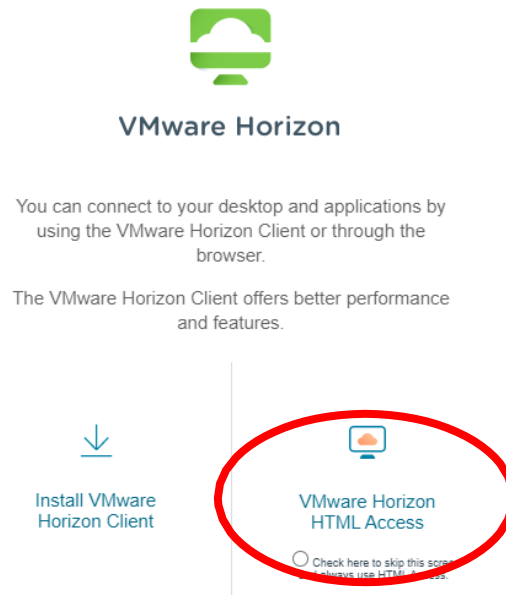 VMware Horizon
You can connect to your desktop and applications by
using the VMware Horizon Client or through the
browser.
The VMware Horizon Client offers better performance
and features.
Install VMware
Horizon Client
VMware Horizon
HTML Access
Check here to skip this screen
and always use HTML Access.